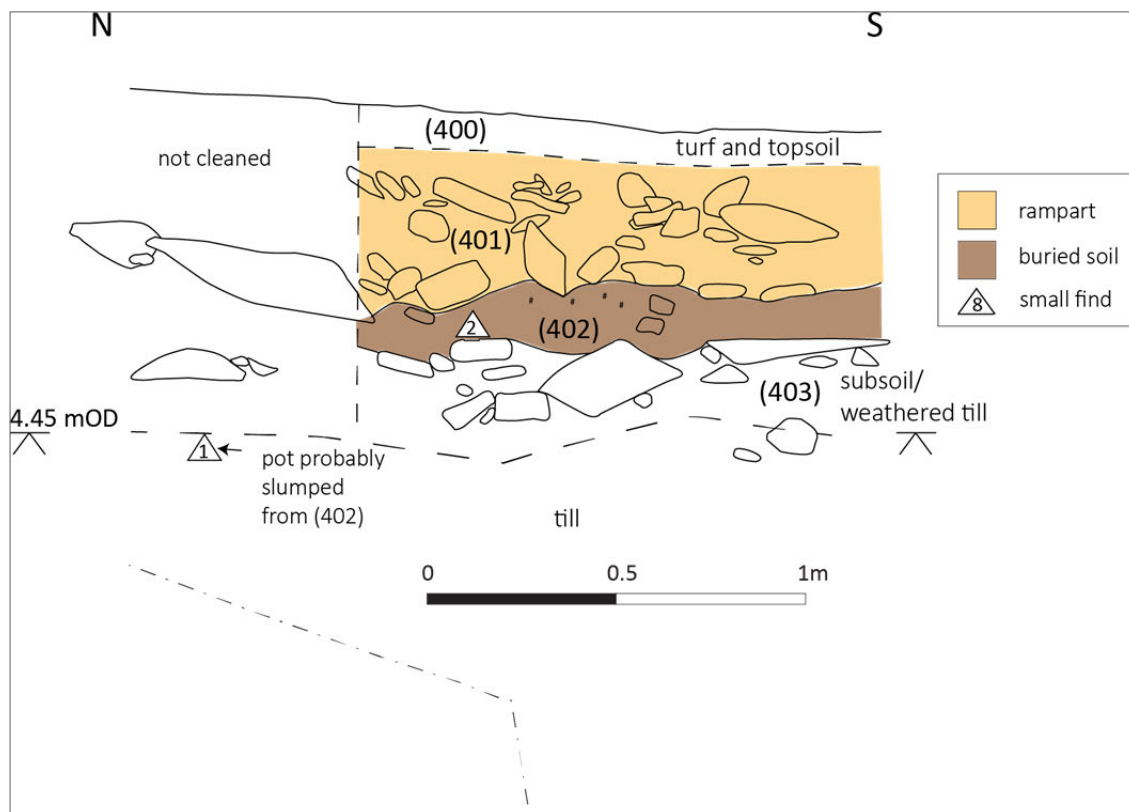 N
S
(400)
not cleaned
turf and topsoil
(401)
rampart
buried soil
8
small find
2
(402)
(403)
subsoil/
weathered till
4.45 mOD
1
pot probably
slumped
from (402)
till
0
0.5
1m